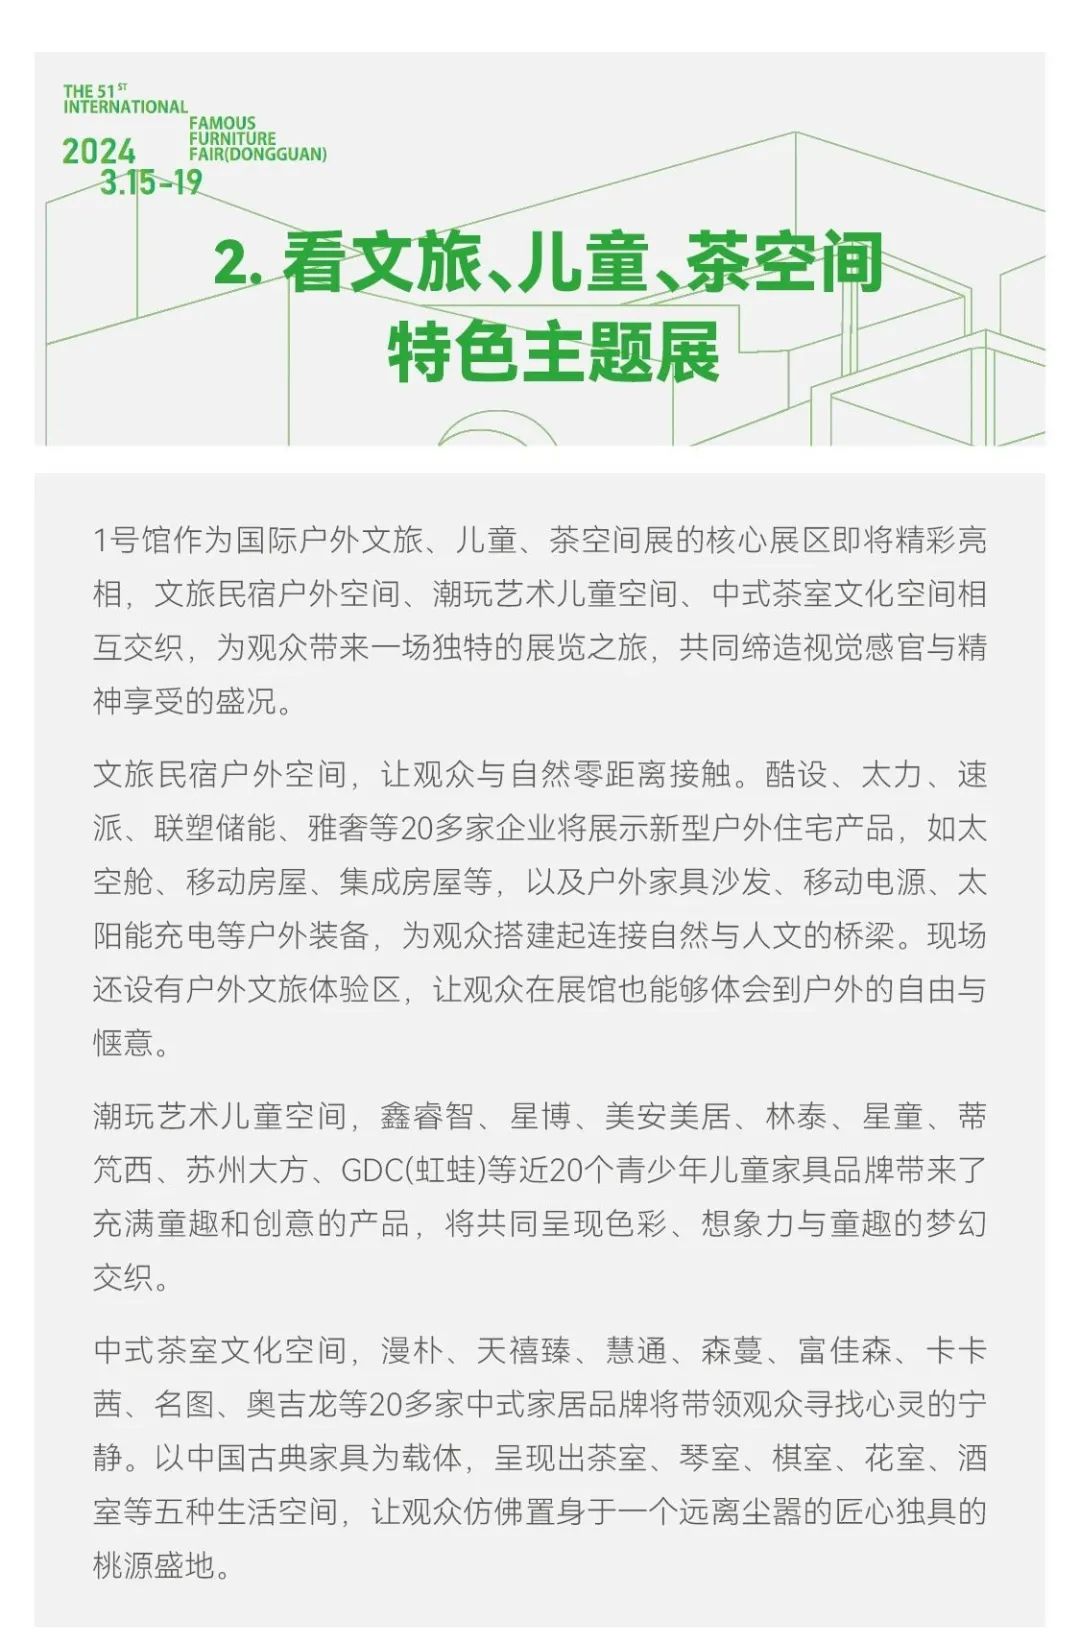 THE 51ST
INTERNATIONAL
FAMOUS
FURNITURE
FAIR(DONGGUAN)
2024
3.15-19
2. 看文旅、儿童、茶空间
特色主题展
1号馆作为国际户外文旅、儿童、茶空间展的核心展区即将精彩亮
相，文旅民宿户外空间、潮玩艺术儿童空间、中式茶室文化空间相
互交织，为观众带来一场独特的展览之旅，共同缔造视觉感官与精
神享受的盛况。
文旅民宿户外空间，让观众与自然零距离接触。酷设、太力、速
派、联塑储能、雅奢等20多家企业将展示新型户外住宅产品，如太
空舱、移动房屋、集成房屋等，以及户外家具沙发、移动电源、太
阳能充电等户外装备，为观众搭建起连接自然与人文的桥梁。现场
还设有户外文旅体验区，让观众在展馆也能够体会到户外的自由与
惬意。
潮玩艺术儿童空间，鑫睿智、星博、美安美居、林泰、星童、蒂
笂西、苏州大方、GDC(虹蛙)等近20个青少年儿童家具品牌带来了
充满童趣和创意的产品，将共同呈现色彩、想象力与童趣的梦幻
交织。
中式茶室文化空间，漫朴、天禧臻、慧通、森蔓、富佳森、卡卡
茜、名图、奥吉龙等20多家中式家居品牌将带领观众寻找心灵的宁
静。以中国古典家具为载体，呈现出茶室、琴室、棋室、花室、酒
室等五种生活空间，让观众仿佛置身于一个远离尘器的匠心独具的
桃源盛地。